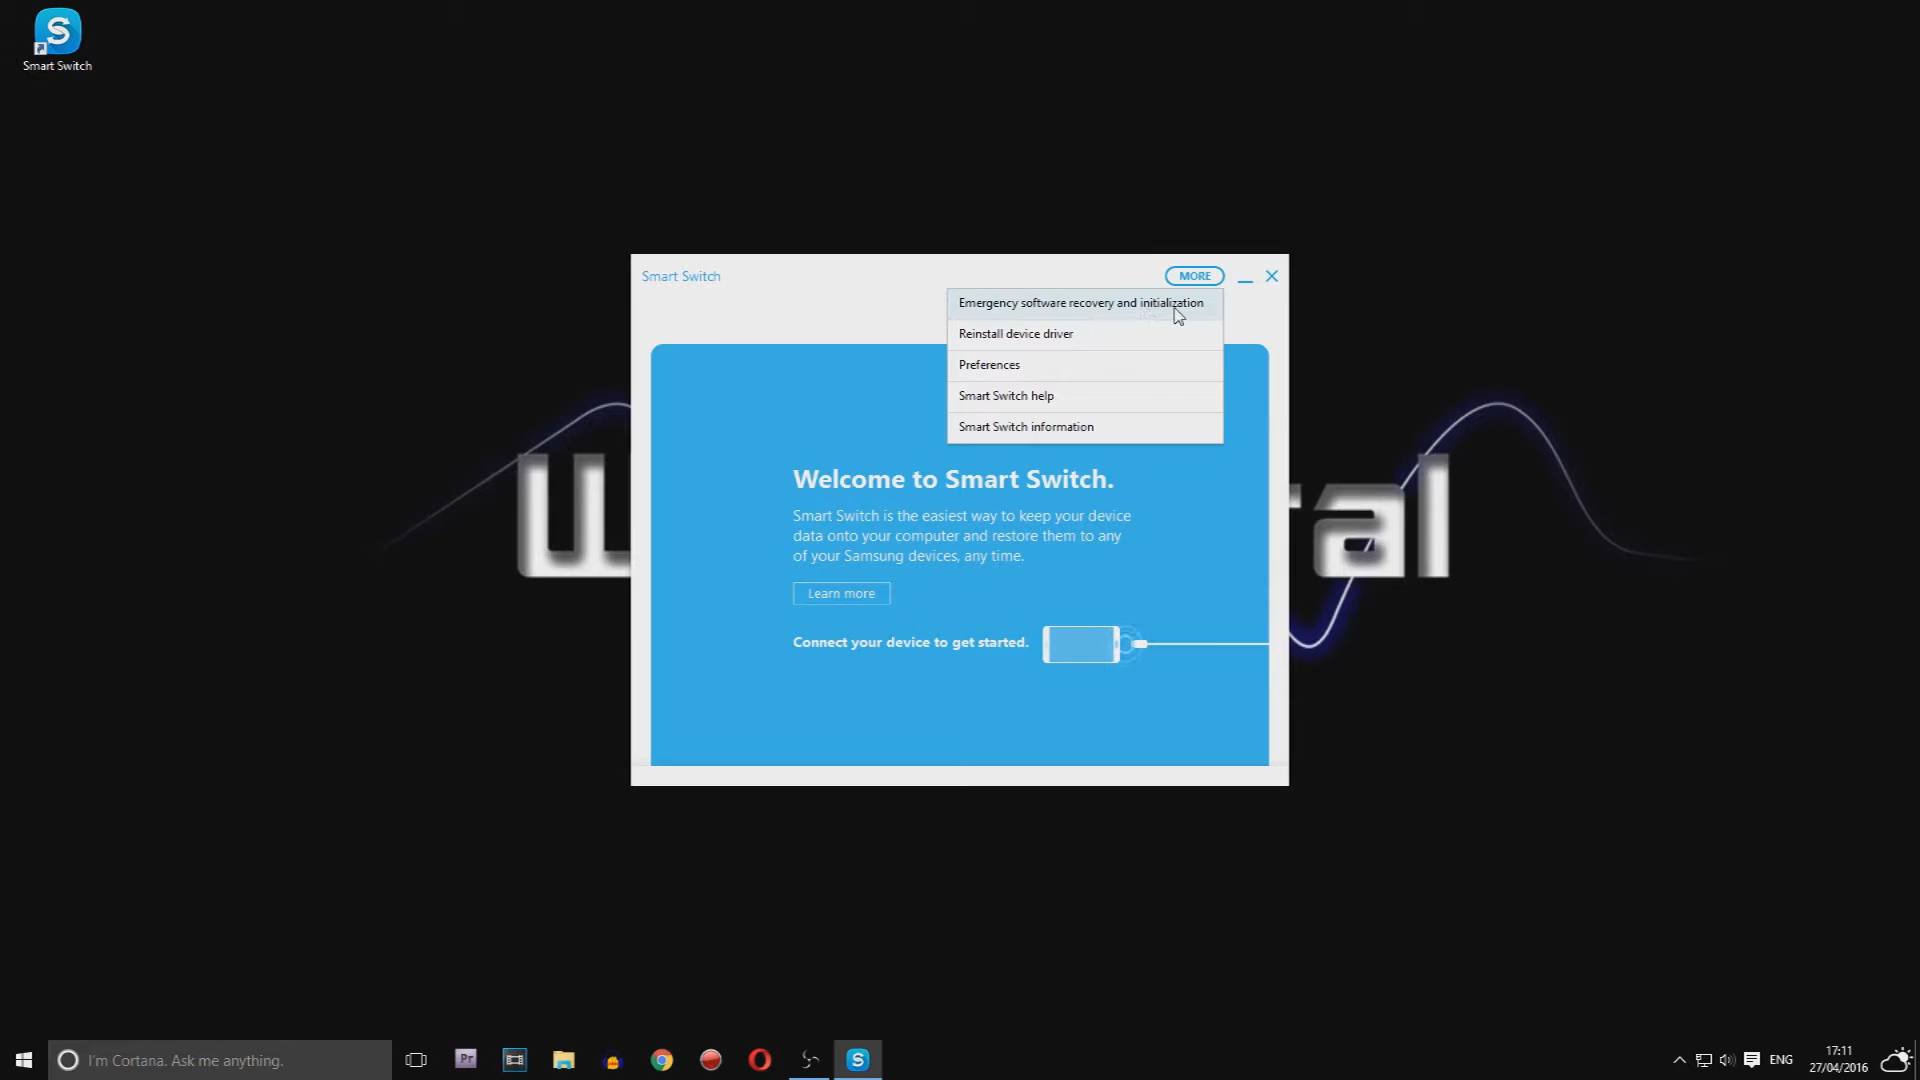 Smart Switch
Smart Switch
MORE
Emergency software recovery and initialization
Reinstall device driver
Preferences
Smart Switch help
Smart Switch information
Welcome to Smart Switch.
Smart Switch is the easiest way to keep your device
data onto your computer and restore them to any
of your Samsung devices, any time.
Learn more
Connect your device to get started.
I'm Cortana. Ask me anything.
Pr
ENG
17:11
27/04/2016